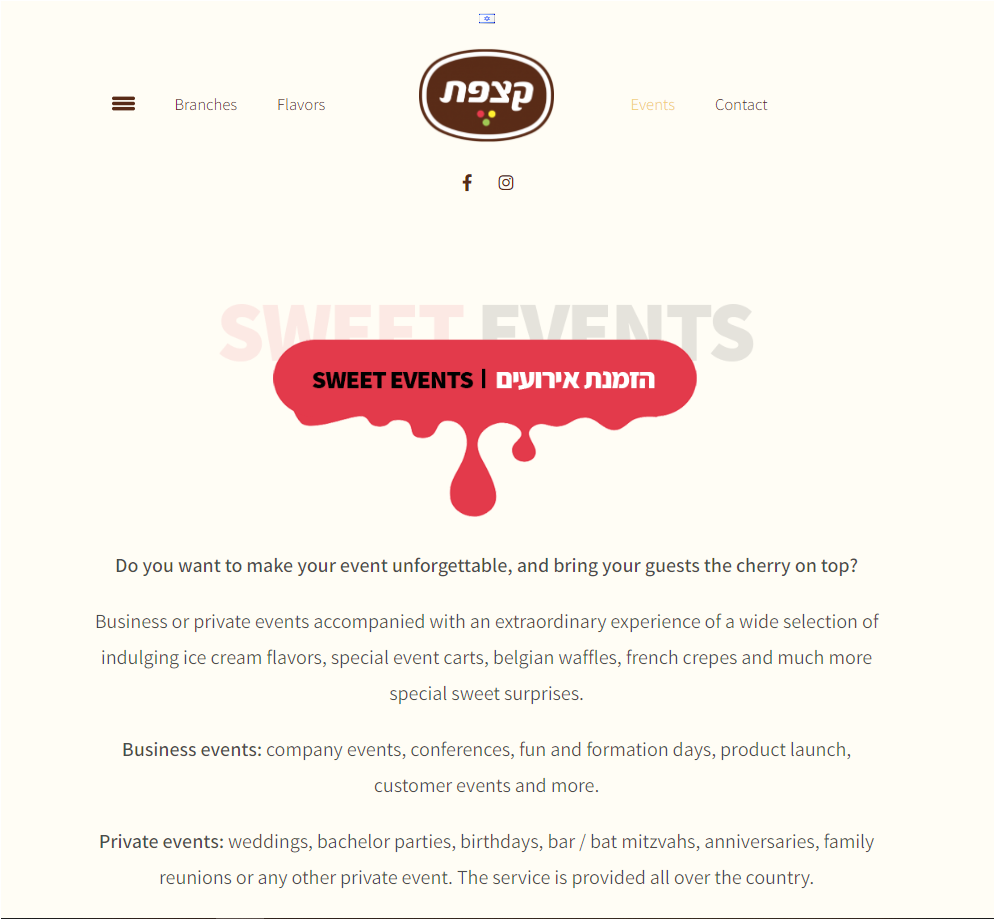 Branches
Flavors
קצפת
Events
Contact
SWEET EVENTS
SWEET EVENTS | הזמנת אירועים
Do you want to make your event unforgettable, and bring your guests the cherry on top?
Business or private events accompanied with an extraordinary experience of a wide selection of
indulging ice cream flavors, special event carts, belgian waffles, french crepes and much more
special sweet surprises.
Business events: company events, conferences, fun and formation days, product launch,
customer events and more.
Private events: weddings, bachelor parties, birthdays, bar / bat mitzvahs, anniversaries, family
reunions or any other private event. The service is provided all over the country.